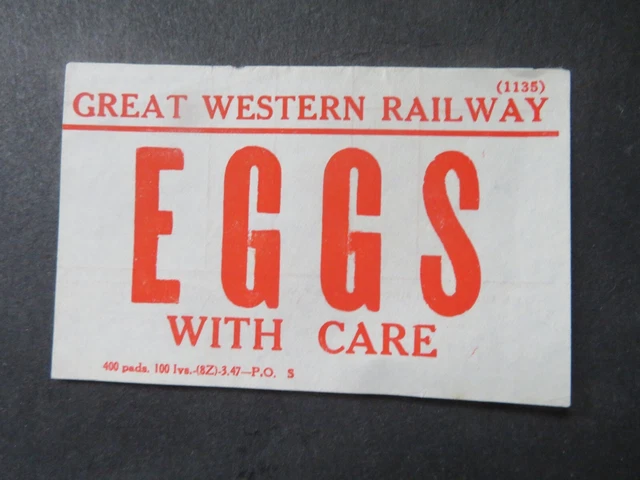 (1135)
GREAT WESTERN RAILWAY
EGGS
WITH CARE
400 pads. 100 lvs.-(8Z)-3.47—P.O. S